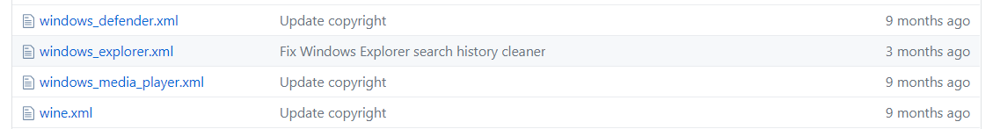 windows_defender.xml Update copyright 9 months ago
windows_explorer.xml Fix Windows Explorer search history cleaner 3 months ago
windows_media_player.xml Update copyright 9 months ago
wine.xml Update copyright 9 months ago